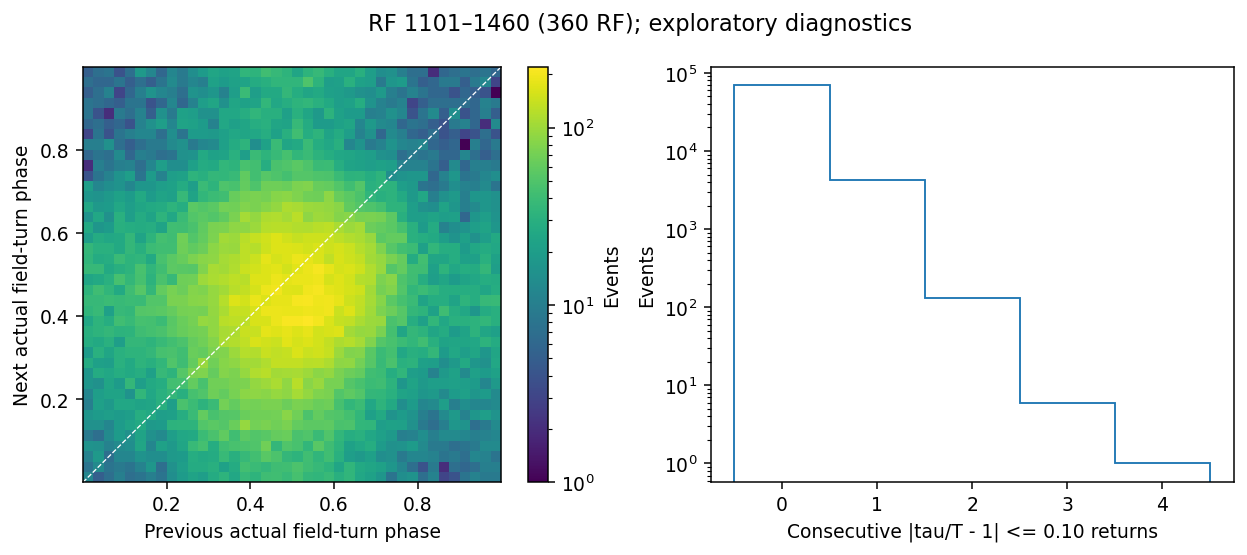 RF 1101–1460 (360 RF); exploratory diagnostics
Next actual field-turn phase
0.8
0.6
0.4
0.2
0.2 0.4 0.6 0.8
Previous actual field-turn phase
10²
10¹
10⁰
Events
Events
10⁵
10⁴
10³
10²
10¹
10⁰
0 1 2 3 4
Consecutive |tau/T - 1| <= 0.10 returns